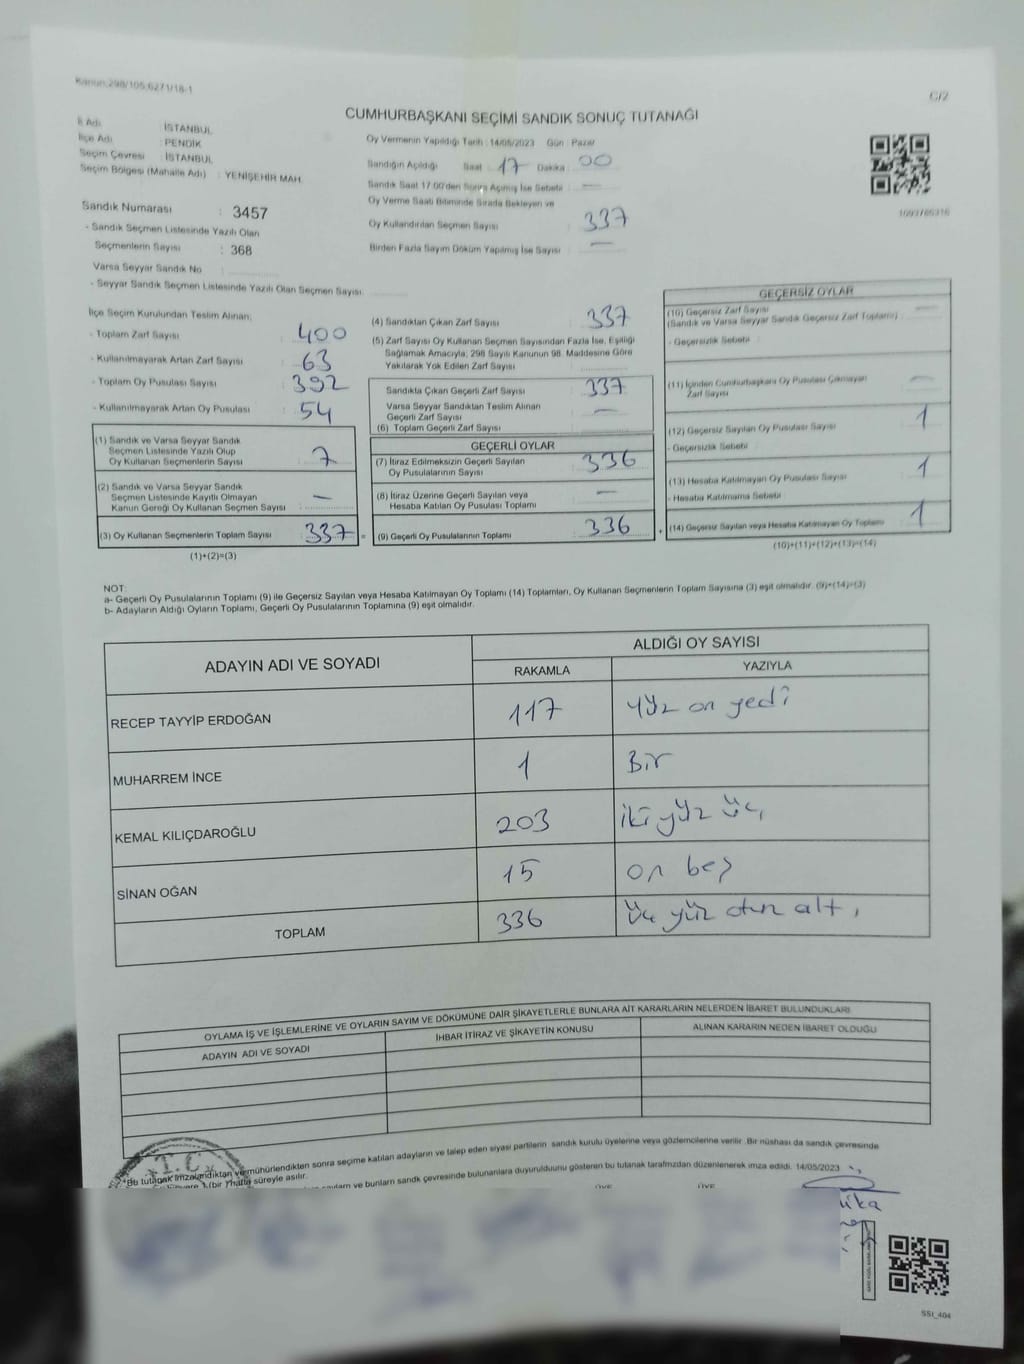 Kanun:298/105;6271/18-1
C/2
CUMHURBAŞKANI SEÇİMİ SANDIK SONUÇ TUTANAĞI
İl Adı : İSTANBUL
İlçe Adı : PENDİK
Seçim Çevresi : İSTANBUL
Seçim Bölgesi (Mahalle Adı) : YENİŞEHİR MAH.
Oy Vermenin Yapıldığı Tarih : 14/05/2023 Gün : Pazar
Sandığın Açıldığı Saat : 17 Dakika : 00
Sandık Saat 17:00'den Sonra Açılmış İse Sebebi : —
Oy Verme Saati Bitiminde Sırada Bekleyen ve
Oy Kullandırılan Seçmen Sayısı : 337
Birden Fazla Sayım Döküm Yapılmış İse Sayısı : —
1093765316
Sandık Numarası : 3457
- Sandık Seçmen Listesinde Yazılı Olan
Seçmenlerin Sayısı : 368
Varsa Seyyar Sandık No :
- Seyyar Sandık Seçmen Listesinde Yazılı Olan Seçmen Sayısı:
İlçe Seçim Kurulundan Teslim Alınan:
- Toplam Zarf Sayısı : 400
- Kullanılmayarak Artan Zarf Sayısı : 63
- Toplam Oy Pusulası Sayısı : 392
- Kullanılmayarak Artan Oy Pusulası : 54
(1) Sandık ve Varsa Seyyar Sandık
Seçmen Listesinde Yazılı Olup
Oy Kullanan Seçmenlerin Sayısı : 7
(2) Sandık ve Varsa Seyyar Sandık
Seçmen Listesinde Kayıtlı Olmayan
Kanun Gereği Oy Kullanan Seçmen Sayısı : —
(3) Oy Kullanan Seçmenlerin Toplam Sayısı : 337 =
(1)+(2)=(3)
(4) Sandıktan Çıkan Zarf Sayısı : 337
(5) Zarf Sayısı Oy Kullanan Seçmen Sayısından Fazla İse, Eşitliği
Sağlamak Amacıyla; 298 Sayılı Kanunun 98. Maddesine Göre
Yakılarak Yok Edilen Zarf Sayısı :
Sandıkta Çıkan Geçerli Zarf Sayısı : 337
Varsa Seyyar Sandıktan Teslim Alınan
Geçerli Zarf Sayısı : —
(6) Toplam Geçerli Zarf Sayısı :
GEÇERLİ OYLAR
(7) İtiraz Edilmeksizin Geçerli Sayılan
Oy Pusulalarının Sayısı : 336
(8) İtiraz Üzerine Geçerli Sayılan veya
Hesaba Katılan Oy Pusulaları Toplamı : —
(9) Geçerli Oy Pusulalarının Toplamı : 336 +
GEÇERSİZ OYLAR
(10) Geçersiz Zarf Sayısı
(Sandık ve Varsa Seyyar Sandık Geçersiz Zarf Toplamı) : —
- Geçersizlik Sebebi :
(11) İçinden Cumhurbaşkanı Oy Pusulası Çıkmayan
Zarf Sayısı : —
(12) Geçersiz Sayılan Oy Pusulası Sayısı : 1
- Geçersizlik Sebebi :
(13) Hesaba Katılmayan Oy Pusulası Sayısı : 1
- Hesaba Katılmama Sebebi :
(14) Geçersiz Sayılan veya Hesaba Katılmayan Oy Toplamı : 1
(10)+(11)+(12)+(13)=(14)
NOT:
a- Geçerli Oy Pusulalarının Toplamı (9) ile Geçersiz Sayılan veya Hesaba Katılmayan Oy Toplamı (14) Toplamları, Oy Kullanan Seçmenlerin Toplam Sayısına (3) eşit olmalıdır. (9)+(14)=(3)
b- Adayların Aldığı Oyların Toplamı, Geçerli Oy Pusulalarının Toplamına (9) eşit olmalıdır.
ADAYIN ADI VE SOYADI
ALDIĞI OY SAYISI
RAKAMLA YAZIYLA
RECEP TAYYİP ERDOĞAN 117 yüz on yedi
MUHARREM İNCE 1 Bir
KEMAL KILIÇDAROĞLU 203 iki yüz üç
SİNAN OĞAN 15 on beş
TOPLAM 336 üç yüz otuz altı
OYLAMA İŞ VE İŞLEMLERİNE VE OYLARIN SAYIM VE DÖKÜMÜNE DAİR ŞİKAYETLERLE BUNLARA AİT KARARLARIN NELERDEN İBARET BULUNDUKLARI
ADAYIN ADI VE SOYADI İHBAR İTİRAZ VE ŞİKAYETİN KONUSU ALINAN KARARIN NEDEN İBARET OLDUĞU
T.C
*Bu tutanak imzalandıktan ve mühürlendikten sonra seçime katılan adayların ve talep eden siyasi partilerin sandık kurulu üyelerine veya gözlemcilerine verilir. Bir nüshası da sandık çevresinde
1 (bir) hafta süreyle asılır.
ve bunların sandık çevresinde bulunanlara duyurulduğunu gösteren bu tutanak tarafımızdan düzenlenerek imza edildi. 14/05/2023
ÜYE ÜYE
SSt_404